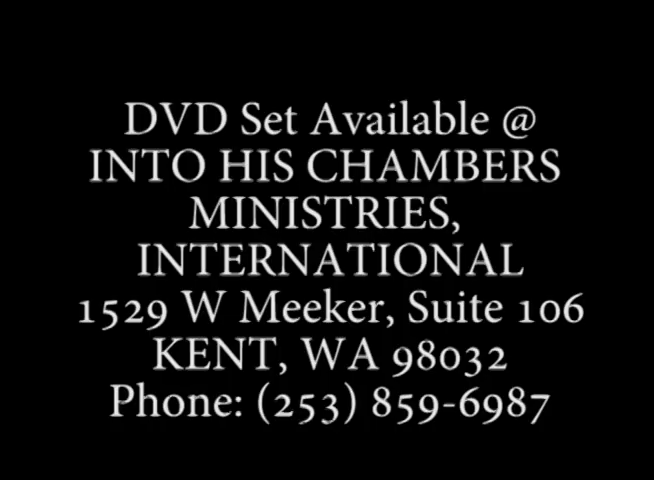 DVD Set Available @
INTO HIS CHAMBERS
MINISTRIES,
INTERNATIONAL
1529 W Meeker, Suite 106
KENT, WA 98032
Phone: (253) 859-6987